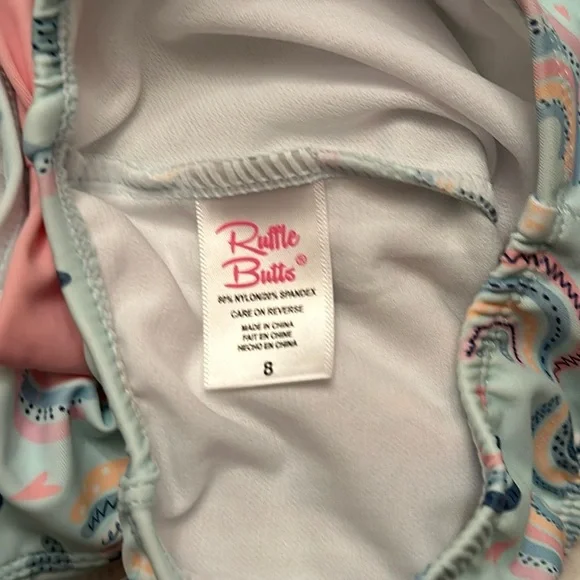 Ruffle
Butts®
80% NYLON/20% SPANDEX
CARE ON REVERSE
MADE IN CHINA
FAIT EN CHINE
HECHO EN CHINA
8